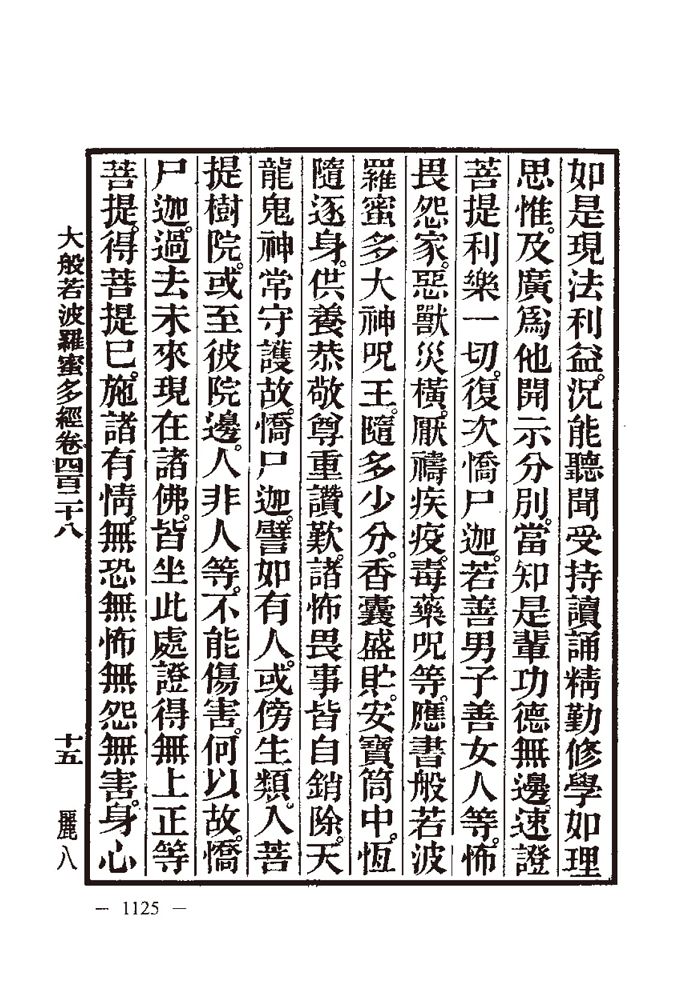 如是現法利益。況能聽聞受持讀誦精勤修學如理
思惟。及廣爲他開示分別。當知是輩功德無邊。速證
菩提利樂一切。復次憍尸迦。若善男子善女人等。怖
畏怨家。惡獸災橫。厭禱疾疫。毒藥呪等。應書般若波
羅蜜多大神呪王。隨多少分。香囊盛貯。安寶筒中。恆
隨逐身。供養恭敬尊重讚歎。諸怖畏事皆自銷除。天
龍鬼神常守護故。憍尸迦。譬如有人。或傍生類。入菩
提樹院。或至彼院邊。人非人等。不能傷害。何以故。憍
尸迦。過去未來現在諸佛。皆坐此處證得無上正等
菩提。得菩提已。施諸有情。無恐無怖無怨無害。身心
大般若波羅蜜多經卷四百二十八 十五 麗八
— 1125 —